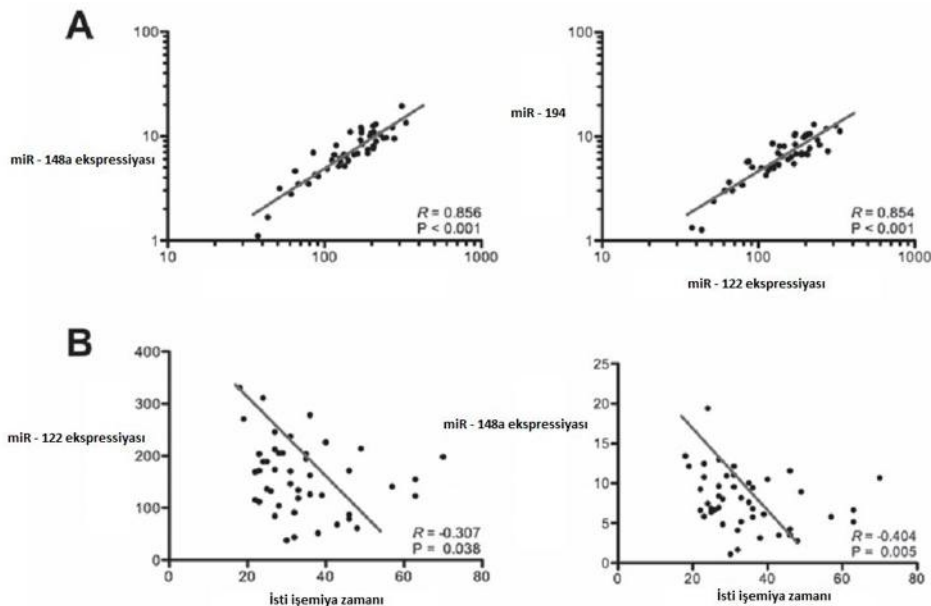 A
100
10
1
miR - 148a ekspressiyası
R = 0.856
P < 0.001
10
100
1000
100
10
1
miR - 194
R = 0.854
P < 0.001
10
100
1000
miR - 122 ekspressiyası
B
400
300
200
100
0
miR - 122 ekspressiyası
R = -0.307
P = 0.038
0
20
40
60
80
İsti işemiya zamanı
25
20
15
10
5
0
miR - 148a ekspressiyası
R = -0.404
P = 0.005
0
20
40
60
80
İsti işemiya zamanı